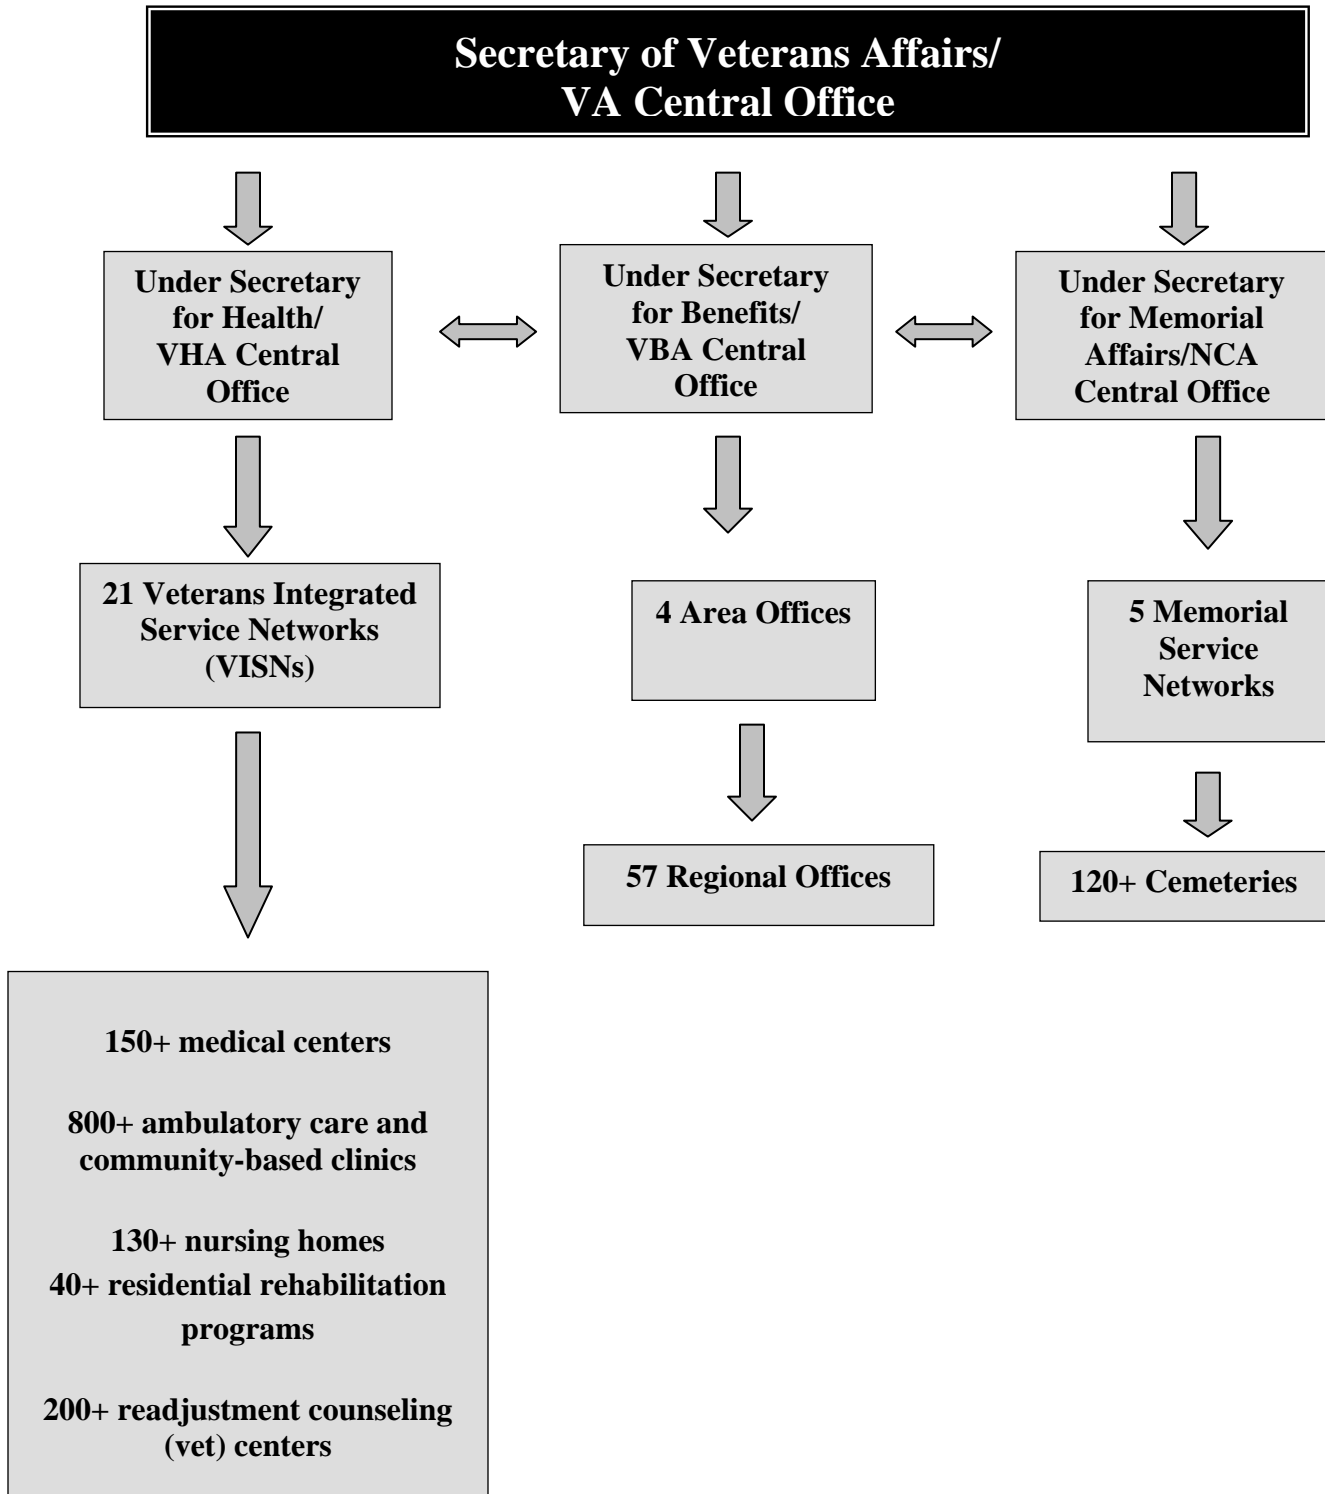 Secretary of Veterans Affairs/
VA Central Office
Under Secretary
for Health/
VHA Central
Office
Under Secretary
for Benefits/
VBA Central
Office
Under Secretary
for Memorial
Affairs/NCA
Central Office
21 Veterans Integrated
Service Networks
(VISNs)
4 Area Offices
5 Memorial
Service
Networks
57 Regional Offices
120+ Cemeteries
150+ medical centers
800+ ambulatory care and
community-based clinics
130+ nursing homes
40+ residential rehabilitation
programs
200+ readjustment counseling
(vet) centers